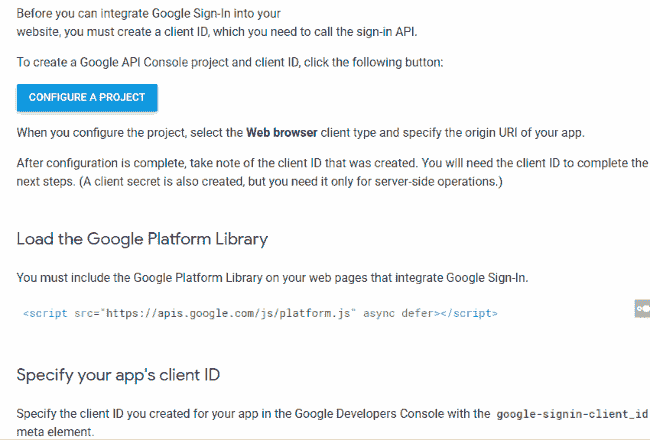 Before you can integrate Google Sign-In into your
website, you must create a client ID, which you need to call the sign-in API.
To create a Google API Console project and client ID, click the following button:
CONFIGURE A PROJECT
When you configure the project, select the Web browser client type and specify the origin URI of your app.
After configuration is complete, take note of the client ID that was created. You will need the client ID to complete the
next steps. (A client secret is also created, but you need it only for server-side operations.)
Load the Google Platform Library
You must include the Google Platform Library on your web pages that integrate Google Sign-In.
<script src="https://apis.google.com/js/platform.js" async defer></script>
Specify your app's client ID
Specify the client ID you created for your app in the Google Developers Console with the google-signin-client_id
meta element.